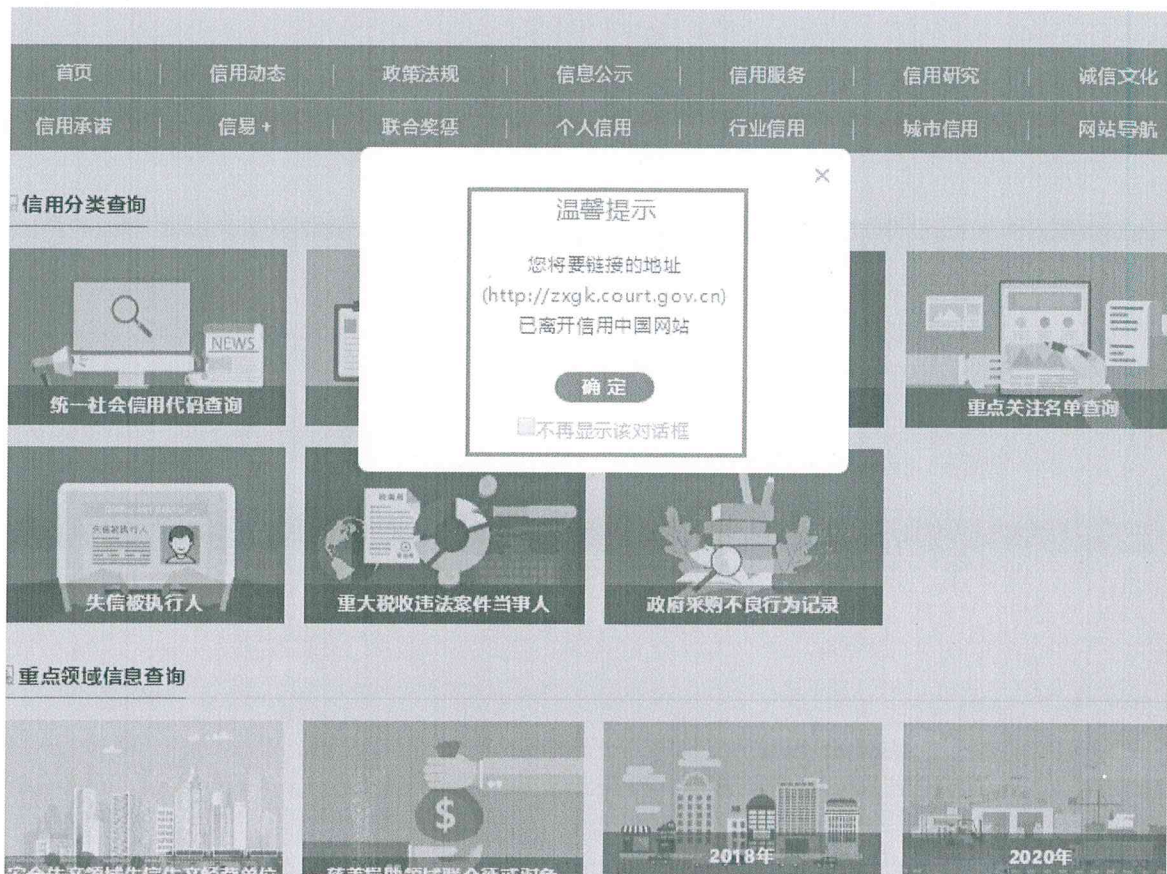 首页 信用动态 政策法规 信息公示 信用服务 信用研究 诚信文化
信用承诺 信易+ 联合奖惩 个人信用 行业信用 城市信用 网站导航
信用分类查询
温馨提示
您将要链接的地址
(http://zxgk.court.gov.cn)
已离开信用中国网站
确定
不再显示该对话框
NEWS
统一社会信用代码查询
重点关注名单查询
失信被执行人
失信被执行人
重大税收违法案件当事人
政府采购不良行为记录
重点领域信息查询
2018年
2020年